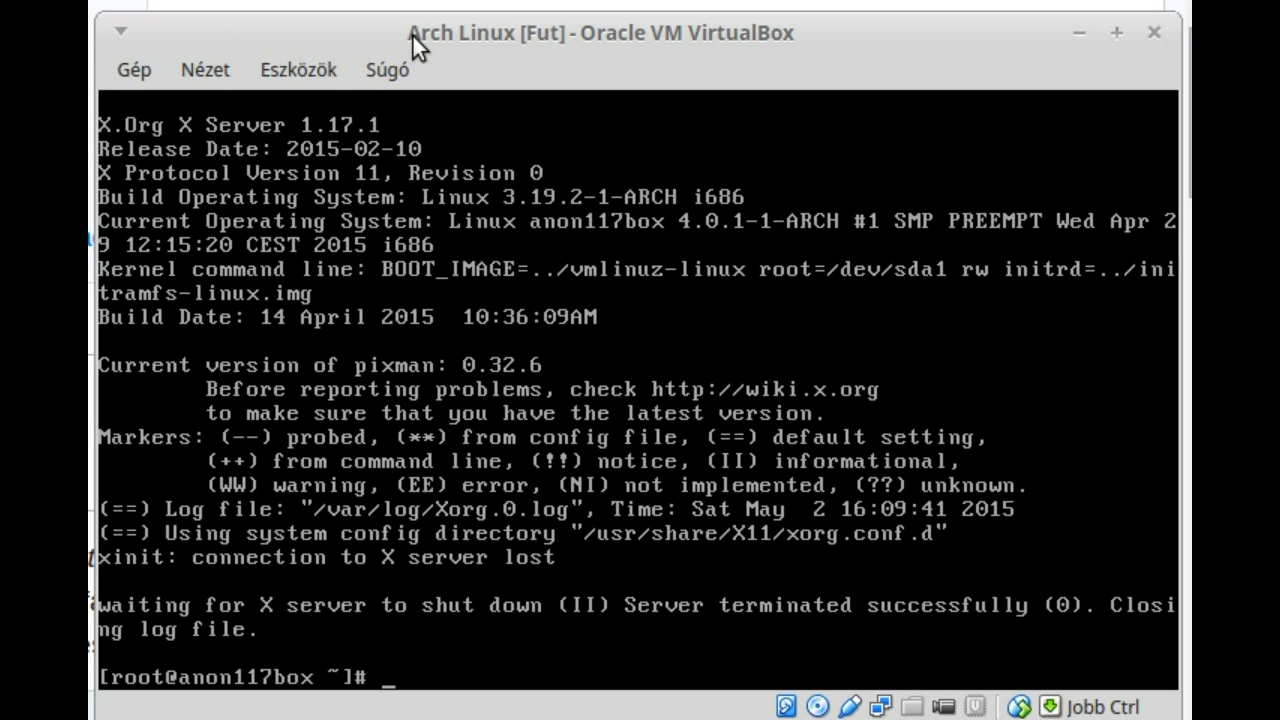 Arch Linux [Fut] - Oracle VM VirtualBox
Gép Nézet Eszközök Súgó
X.Org X Server 1.17.1
Release Date: 2015-02-10
X Protocol Version 11, Revision 0
Build Operating System: Linux 3.19.2-1-ARCH i686
Current Operating System: Linux anon117box 4.0.1-1-ARCH #1 SMP PREEMPT Wed Apr 2
9 12:15:20 CEST 2015 i686
Kernel command line: BOOT_IMAGE=../vmlinuz-linux root=/dev/sda1 rw initrd=../ini
tramfs-linux.img
Build Date: 14 April 2015  10:36:09AM
Current version of pixman: 0.32.6
Before reporting problems, check http://wiki.x.org
to make sure that you have the latest version.
Markers: (--) probed, (**) from config file, (==) default setting,
(++) from command line, (!!) notice, (II) informational,
(WW) warning, (EE) error, (NI) not implemented, (??) unknown.
(==) Log file: "/var/log/Xorg.0.log", Time: Sat May  2 16:09:41 2015
(==) Using system config directory "/usr/share/X11/xorg.conf.d"
xinit: connection to X server lost
waiting for X server to shut down (II) Server terminated successfully (0). Closi
ng log file.
[root@anon117box ~]# _
Jobb Ctrl